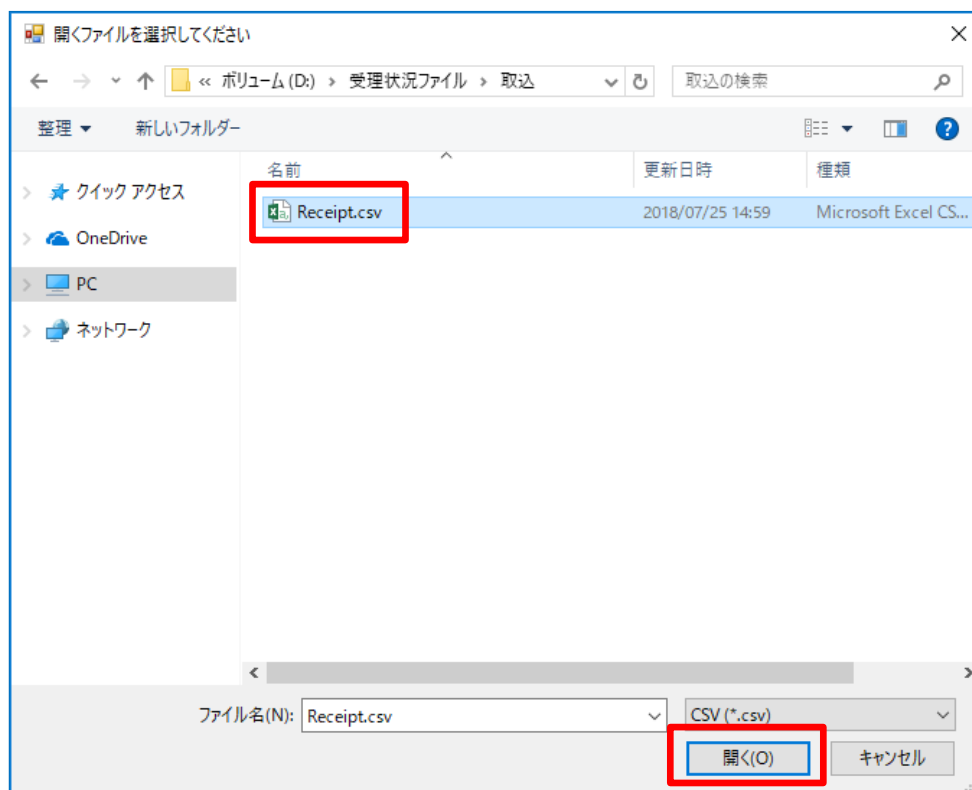 開くファイルを選択してください
« ボリューム (D:) › 受理状況ファイル › 取込
取込の検索
整理 新しいフォルダー
名前 更新日時 種類
クイック アクセス
Receipt.csv 2018/07/25 14:59 Microsoft Excel CS...
OneDrive
PC
ネットワーク
ファイル名(N): Receipt.csv CSV (*.csv)
開く(O) キャンセル